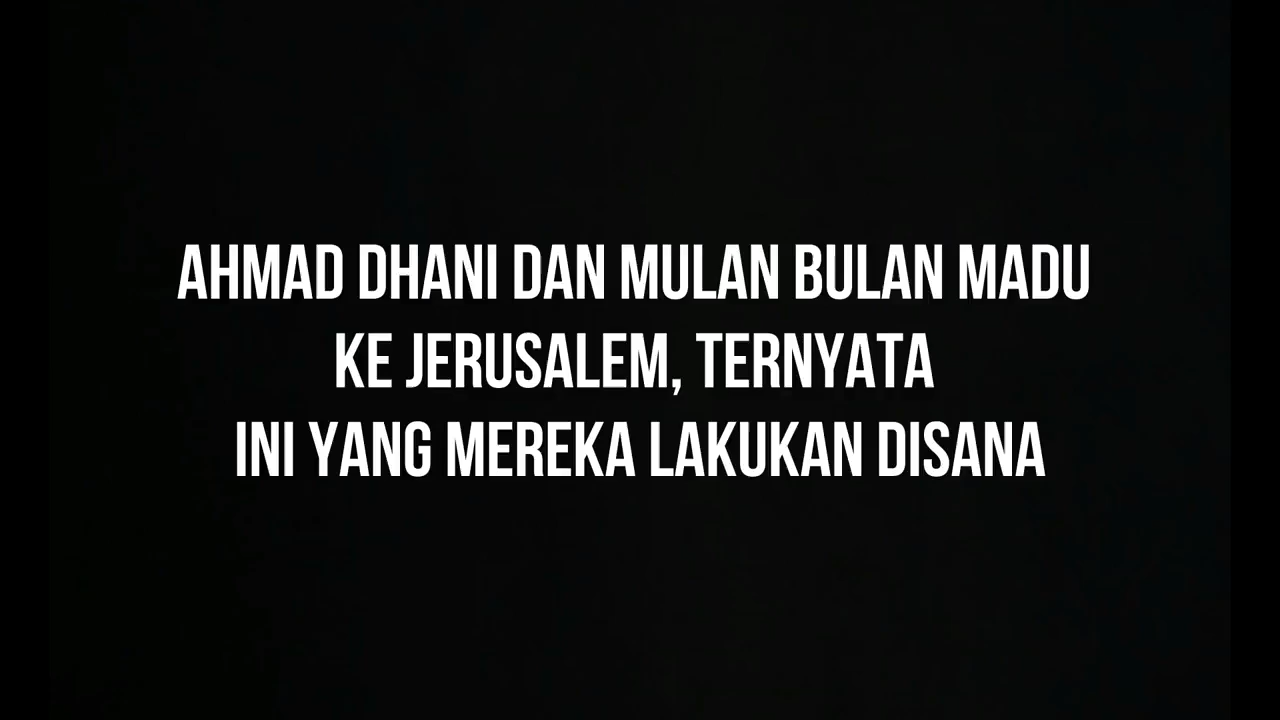 AHMAD DHANI DAN MULAN BULAN MADU
KE JERUSALEM, TERNYATA
INI YANG MEREKA LAKUKAN DISANA